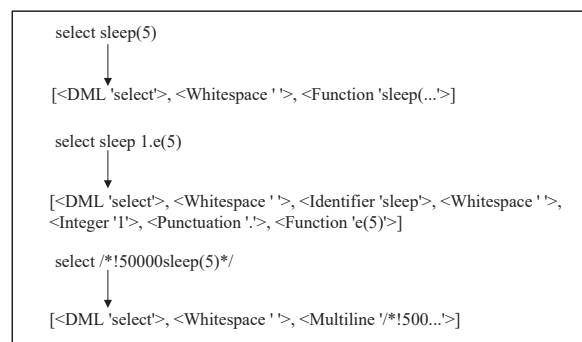 select sleep(5)
[<DML 'select'>, <Whitespace ' '>, <Function 'sleep(...'>]
select sleep 1.e(5)
[<DML 'select'>, <Whitespace ' '>, <Identifier 'sleep'>, <Whitespace ' '>,
<Integer '1'>, <Punctuation '.'>, <Function 'e(5)'>]
select /*!50000sleep(5)*/
[<DML 'select'>, <Whitespace ' '>, <Multiline '/*!500...'>]